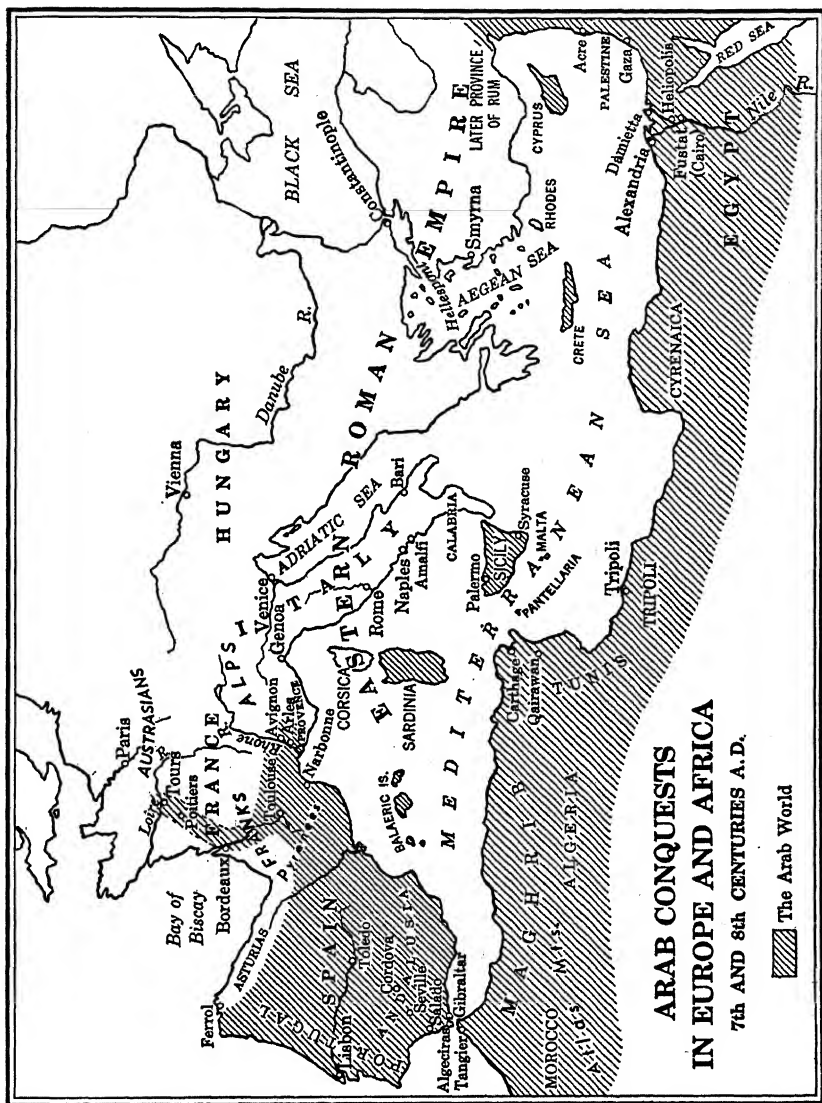 ARAB CONQUESTS
IN EUROPE AND AFRICA
7th AND 8th CENTURIES A.D.
The Arab World
Paris
AUSTRASIANS
Loire
Tours
Poitiers
FRANCE
FRANKS
Bay of
Biscay
Bordeaux
Toulouse
Pyrenees
Rhone
R.
Avignon
Arles
PROVENCE
Narbonne
ALPS
Vienna
HUNGARY
Danube
R.
BLACK SEA
Constantinople
Ferrol
ASTURIAS
PORTUGAL
SPAIN
Lisbon
Toledo
Cordova
ANDALUSIA
Seville
Salado
Algeciras
Gibraltar
Tangier
BALAERIC IS.
CORSICA
SARDINIA
Venice
Genoa
ITALY
Rome
Naples
Amalfi
Bari
ADRIATIC SEA
CALABRIA
Palermo
SICILY
Syracuse
MALTA
PANTELLARIA
EASTERN ROMAN EMPIRE
LATER PROVINCE
OF RUM
Hellespont
Smyrna
AEGEAN SEA
RHODES
CRETE
CYPRUS
MEDITERRANEAN SEA
Acre
PALESTINE
Gaza
RED SEA
Damietta
Heliopolis
Alexandria
Fustat
(Cairo)
Nile
R.
EGYPT
CYRENAICA
Tripoli
TRIPOLI
Carthage
Qairawan
TUNIS
MAGHRIB
ALGERIA
MOROCCO
Atlas Mts.